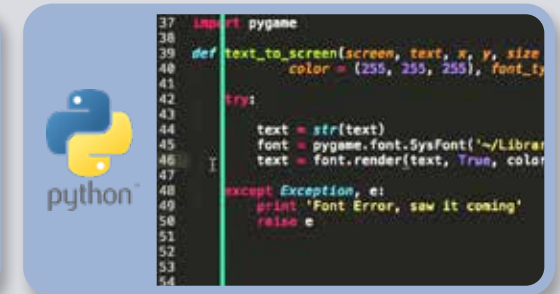 python
37 import pygame
38
39 def text_to_screen(screen, text, x, y, size
40 color = (255, 255, 255), font_ty
41
42 try:
43
44 text = str(text)
45 font = pygame.font.SysFont('~/Librar
46 text = font.render(text, True, color
47
48 except Exception, e:
49 print 'Font Error, saw it coming'
50 raise e
51
52
53
54